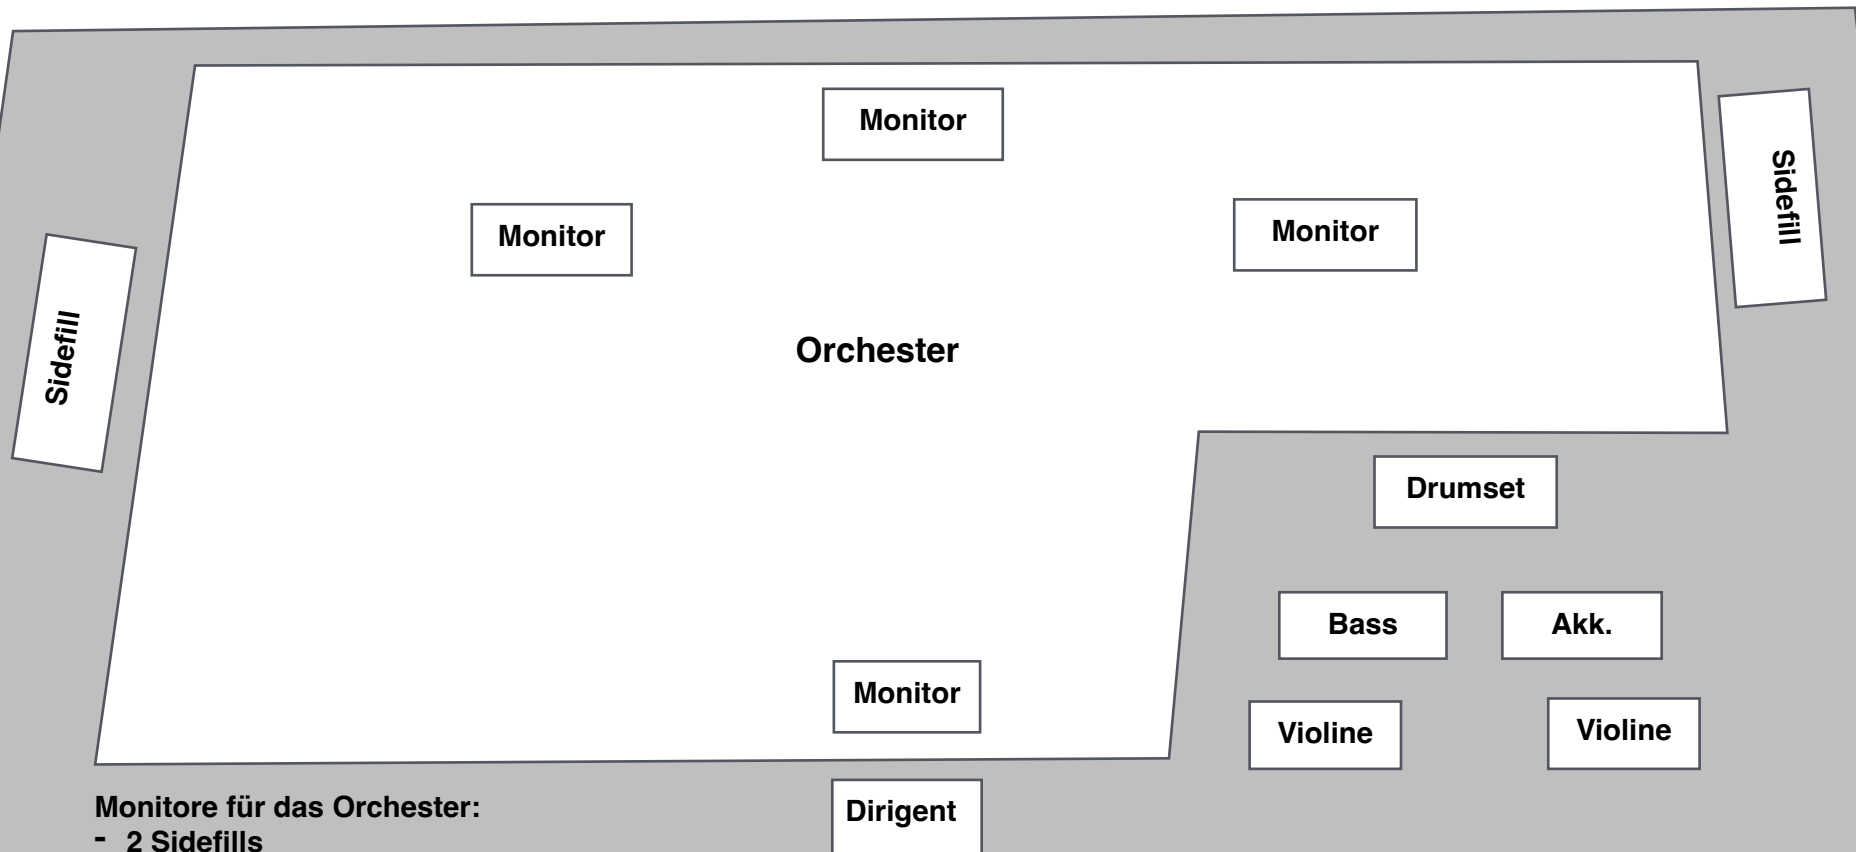 Monitor
Monitor
Monitor
Sidefill
Sidefill
Orchester
Drumset
Bass
Akk.
Monitor
Violine
Violine
Dirigent
Monitore für das Orchester:
- 2 Sidefills